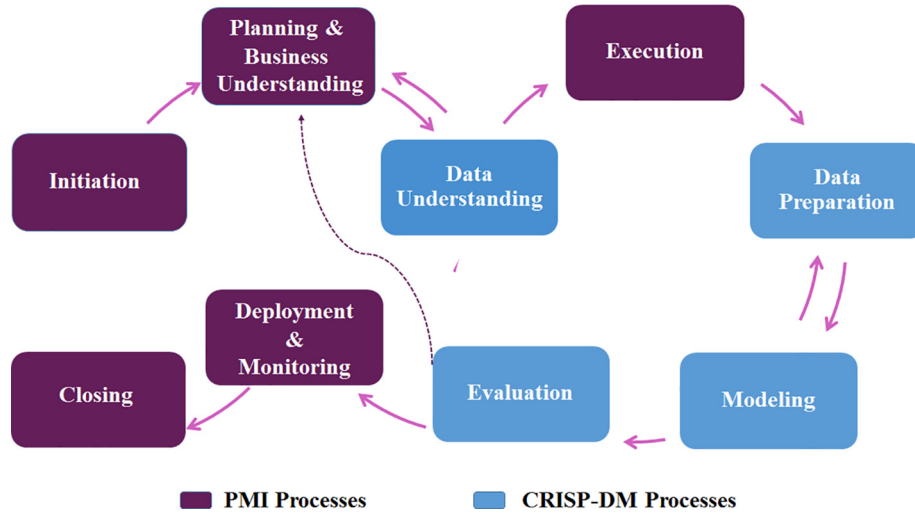 Planning &
Business
Understanding
Execution
Initiation
Data
Understanding
Data
Preparation
Deployment
&
Monitoring
Closing
Evaluation
Modeling
PMI Processes
CRISP-DM Processes